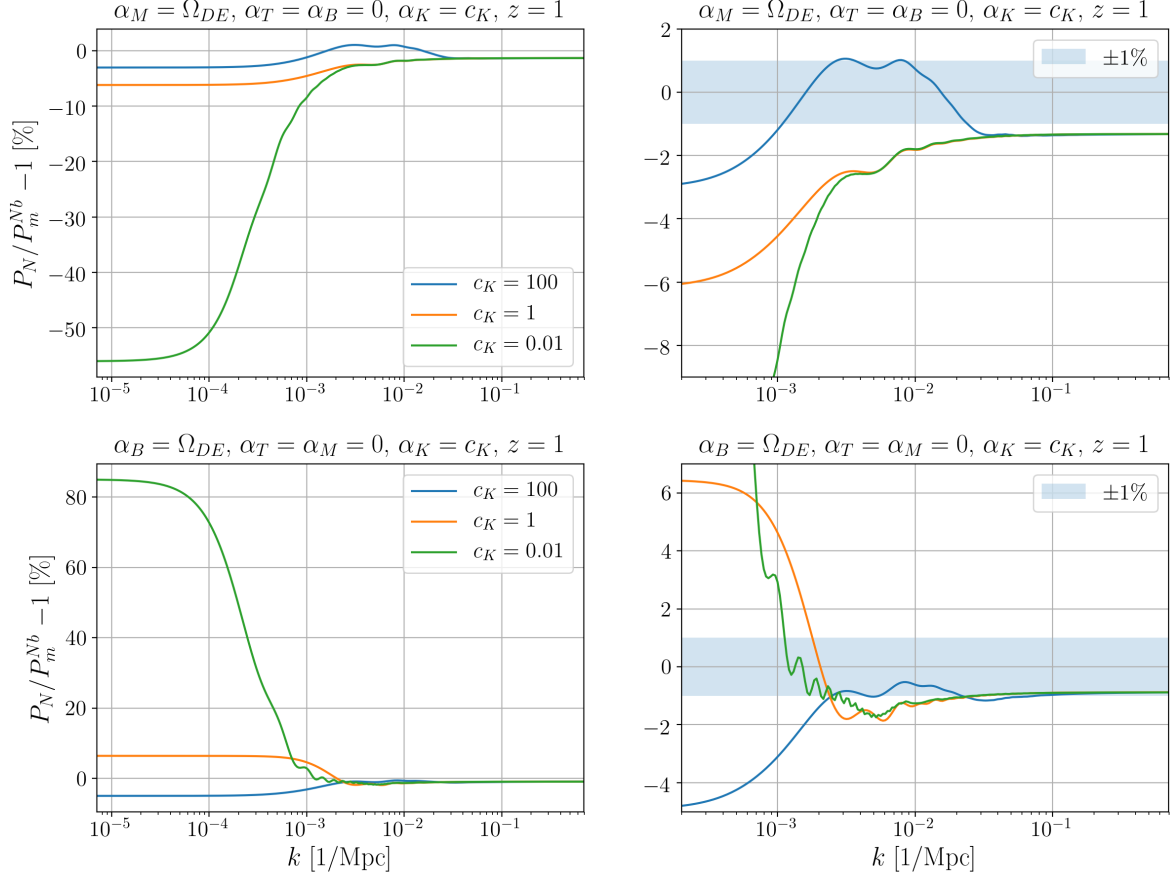 α_M = Ω_DE, α_T = α_B = 0, α_K = c_K, z = 1
0
−10
−20
−30
−40
−50
P_N/P_m^{Nb} − 1 [%]
c_K = 100
c_K = 1
c_K = 0.01
10^{−5}
10^{−4}
10^{−3}
10^{−2}
10^{−1}
α_M = Ω_DE, α_T = α_B = 0, α_K = c_K, z = 1
2
0
−2
−4
−6
−8
±1%
10^{−3}
10^{−2}
10^{−1}
α_B = Ω_DE, α_T = α_M = 0, α_K = c_K, z = 1
80
60
40
20
0
P_N/P_m^{Nb} − 1 [%]
c_K = 100
c_K = 1
c_K = 0.01
10^{−5}
10^{−4}
10^{−3}
10^{−2}
10^{−1}
k [1/Mpc]
α_B = Ω_DE, α_T = α_M = 0, α_K = c_K, z = 1
6
4
2
0
−2
−4
±1%
10^{−3}
10^{−2}
10^{−1}
k [1/Mpc]